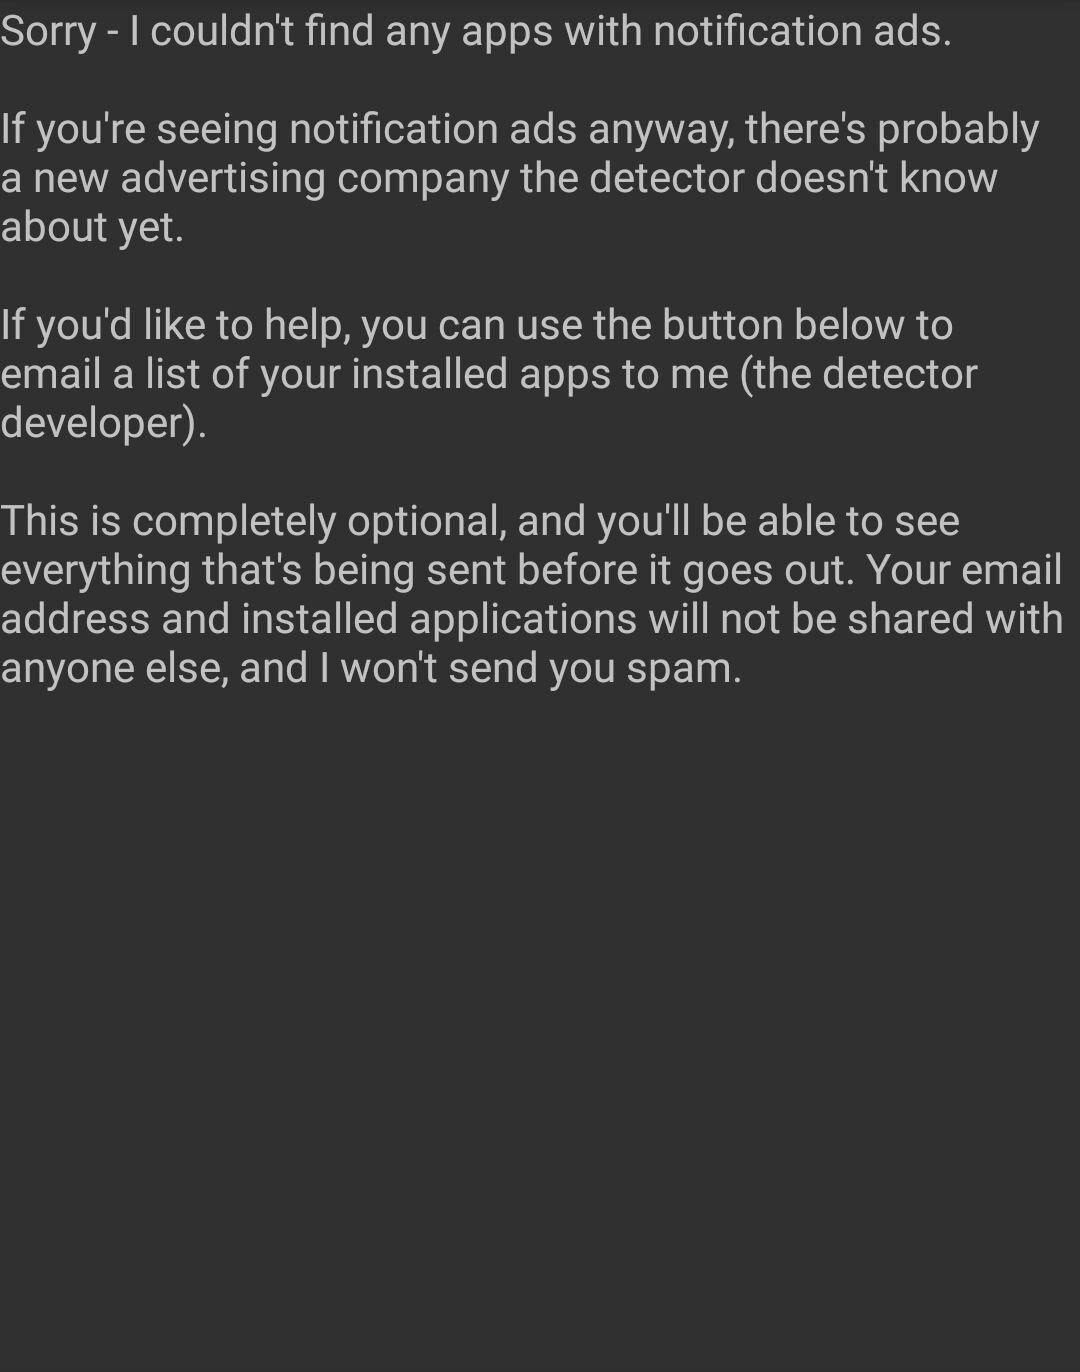 Sorry - I couldn't find any apps with notification ads.
If you're seeing notification ads anyway, there's probably
a new advertising company the detector doesn't know
about yet.
If you'd like to help, you can use the button below to
email a list of your installed apps to me (the detector
developer).
This is completely optional, and you'll be able to see
everything that's being sent before it goes out. Your email
address and installed applications will not be shared with
anyone else, and I won't send you spam.